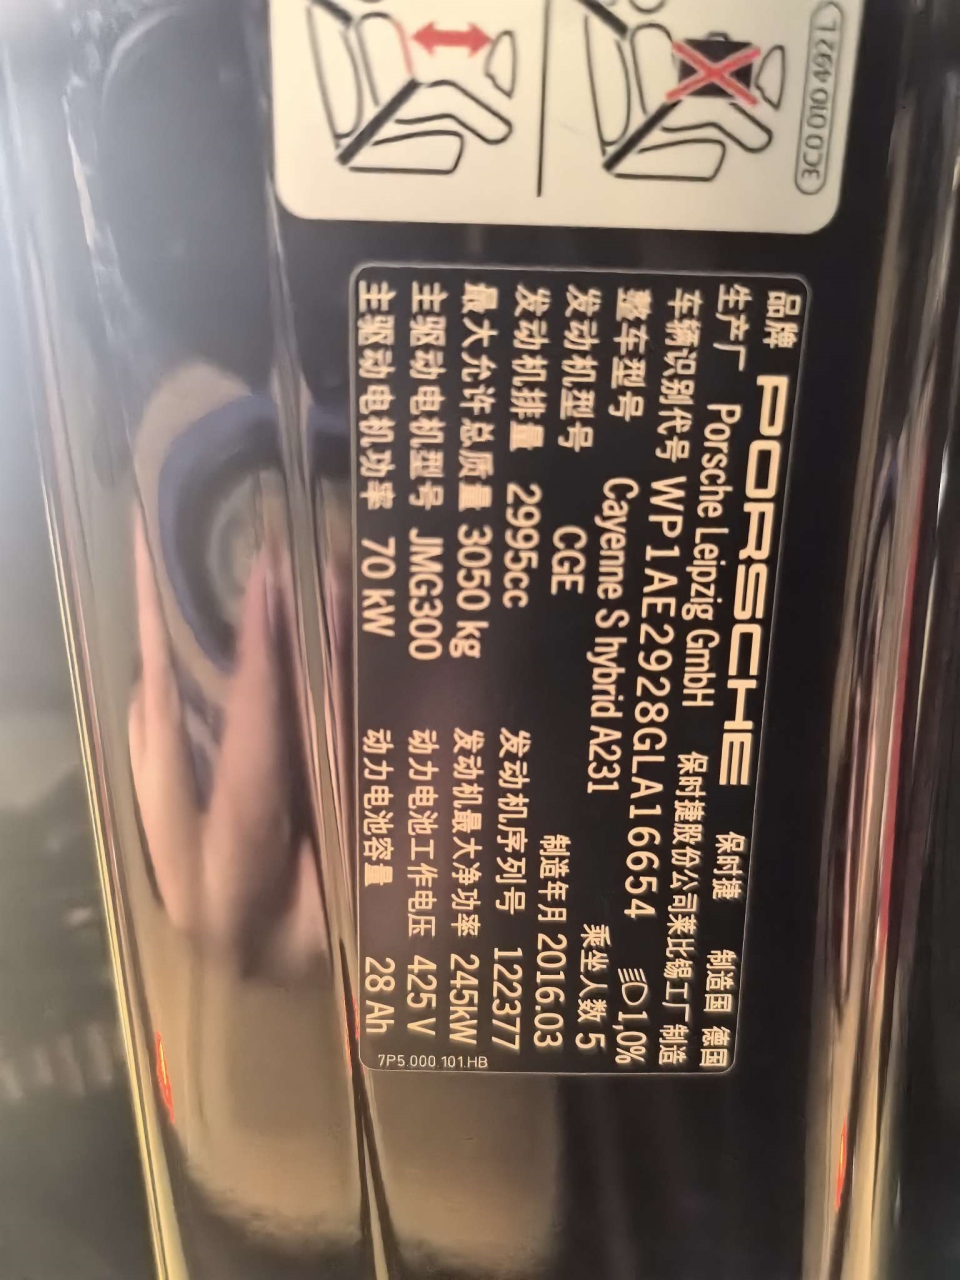 3C0 010 492 L
品牌 PORSCHE 保时捷 制造国 德国
生产厂 Porsche Leipzig GmbH 保时捷股份公司莱比锡工厂 制造
车辆识别代号 WP1AE2928GLA16654 1,0%
整车型号 Cayenne S hybrid A231 乘坐人数 5
发动机型号 CGE 制造年月 2016.03
发动机排量 2995cc 发动机序列号 122377
最大允许总质量 3050 kg 发动机最大净功率 245kW
主驱动电机型号 JMG300 动力电池工作电压 425 V
主驱动电机功率 70 kW 动力电池容量 28 Ah
7P5.000.101.HB